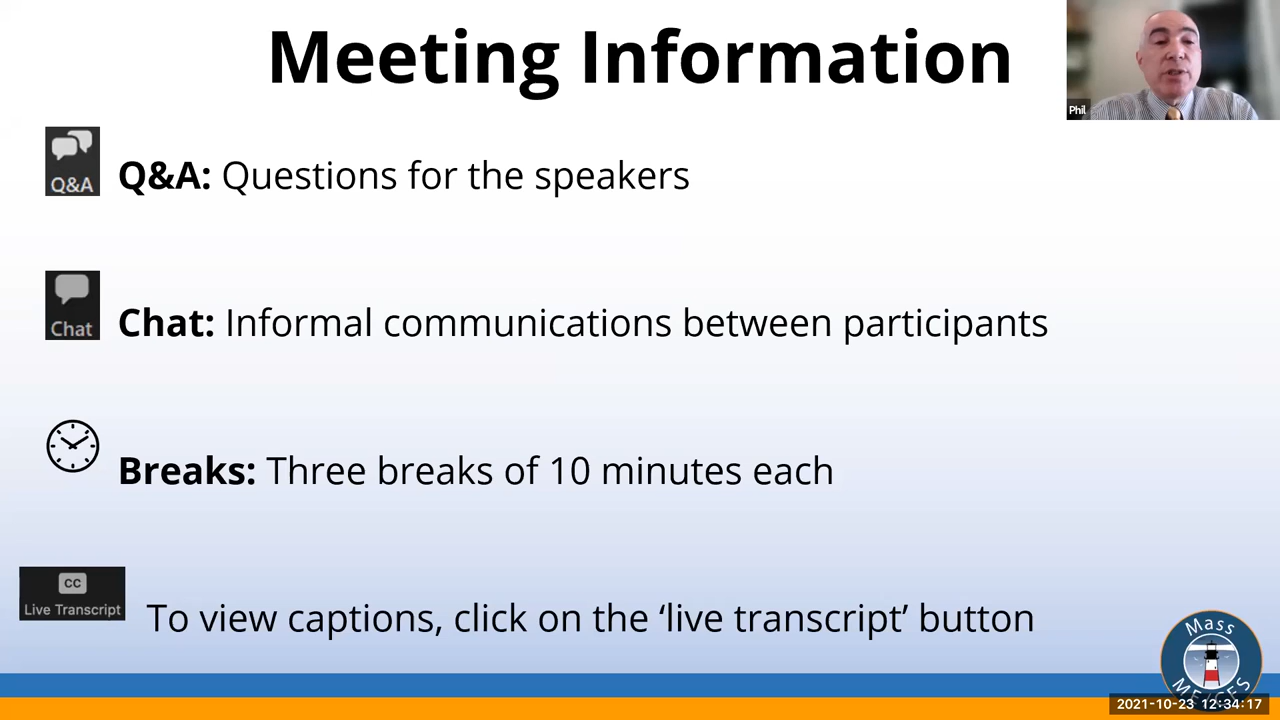 Meeting Information
Phil
Q&A
Q&A: Questions for the speakers
Chat
Chat: Informal communications between participants
Breaks: Three breaks of 10 minutes each
CC
Live Transcript
To view captions, click on the ‘live transcript’ button
Mass
ME/CFS
2021-10-23 12:34:17